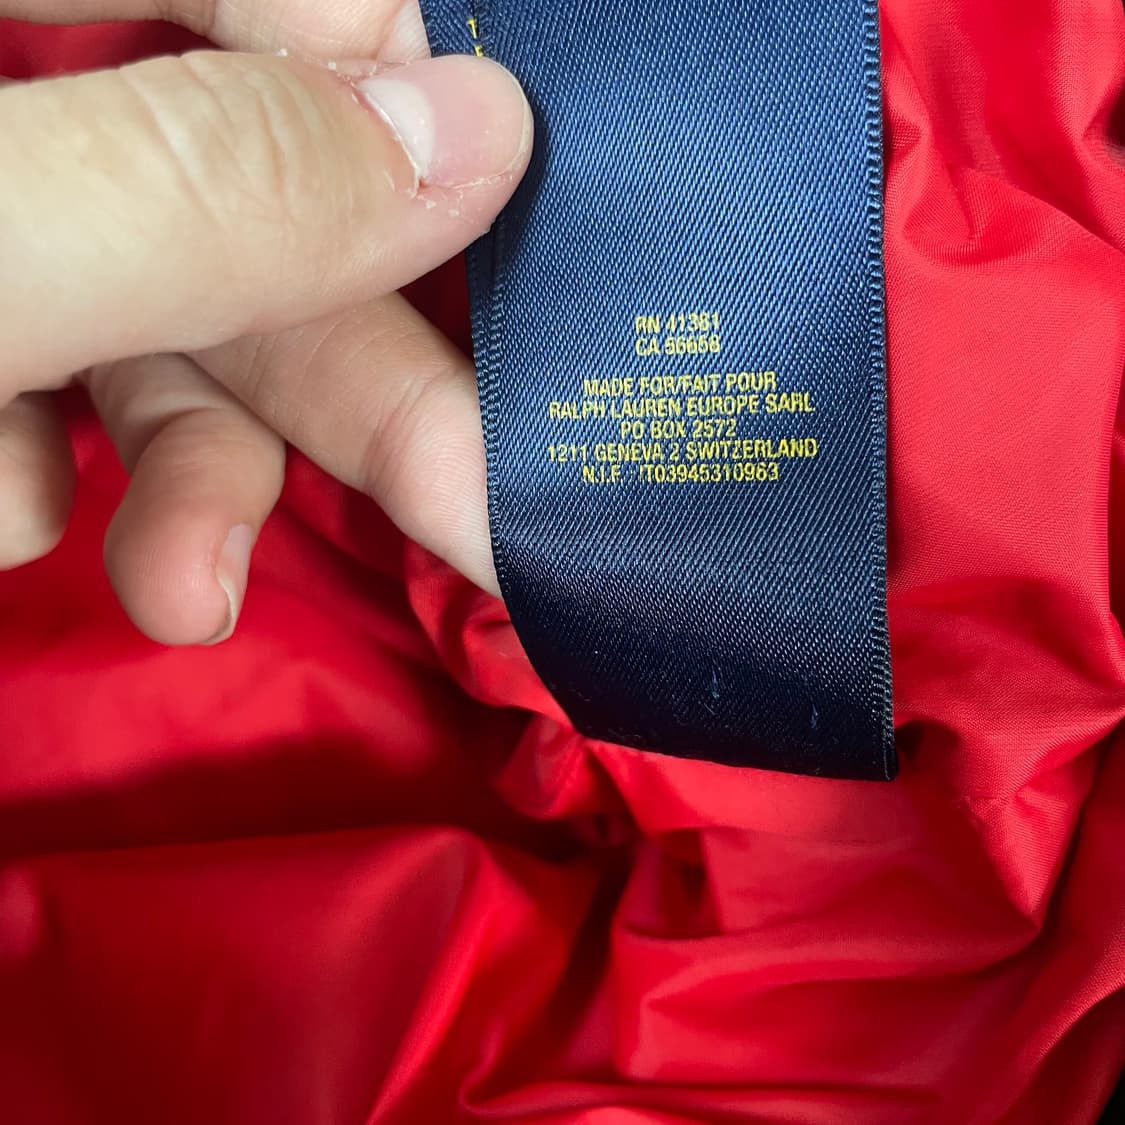 RN 41381
CA 56658
MADE FOR/FAIT POUR
RALPH LAUREN EUROPE SARL
PO BOX 2572
1211 GENEVA 2 SWITZERLAND
N.I.F. IT03945310963